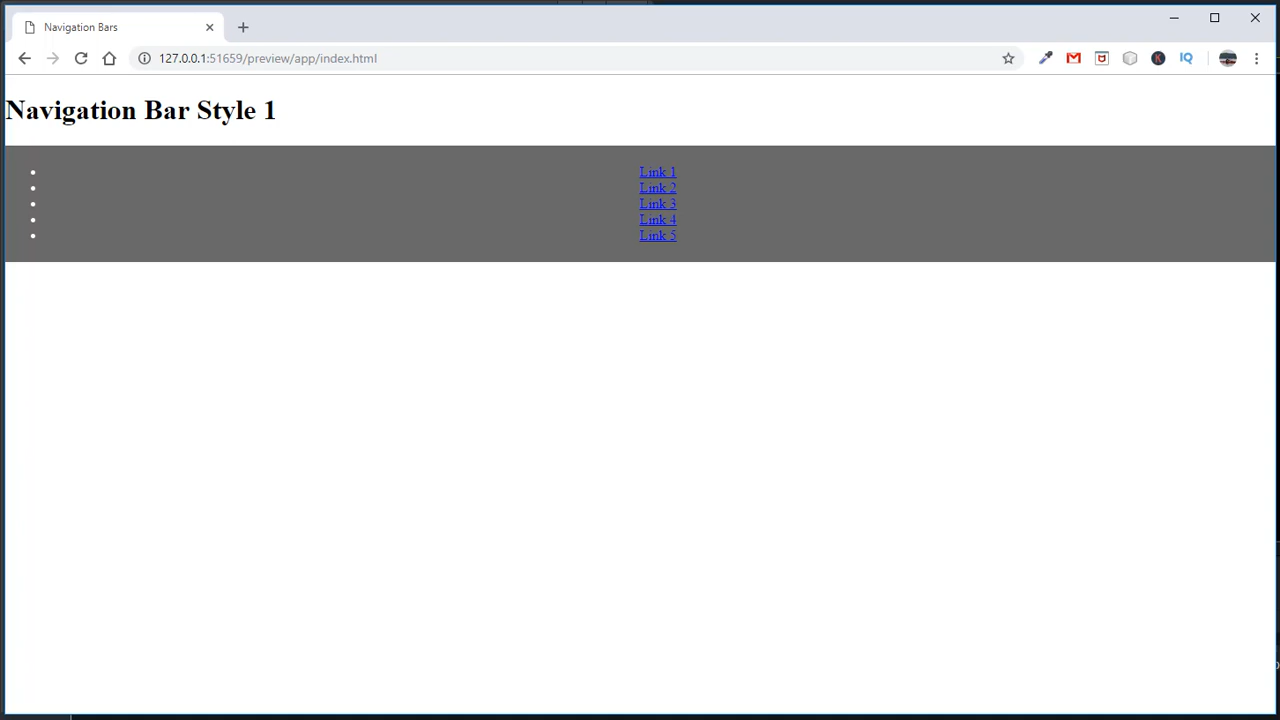 Navigation Bars
127.0.0.1:51659/preview/app/index.html
K
IQ
Navigation Bar Style 1
Link 1
Link 2
Link 3
Link 4
Link 5